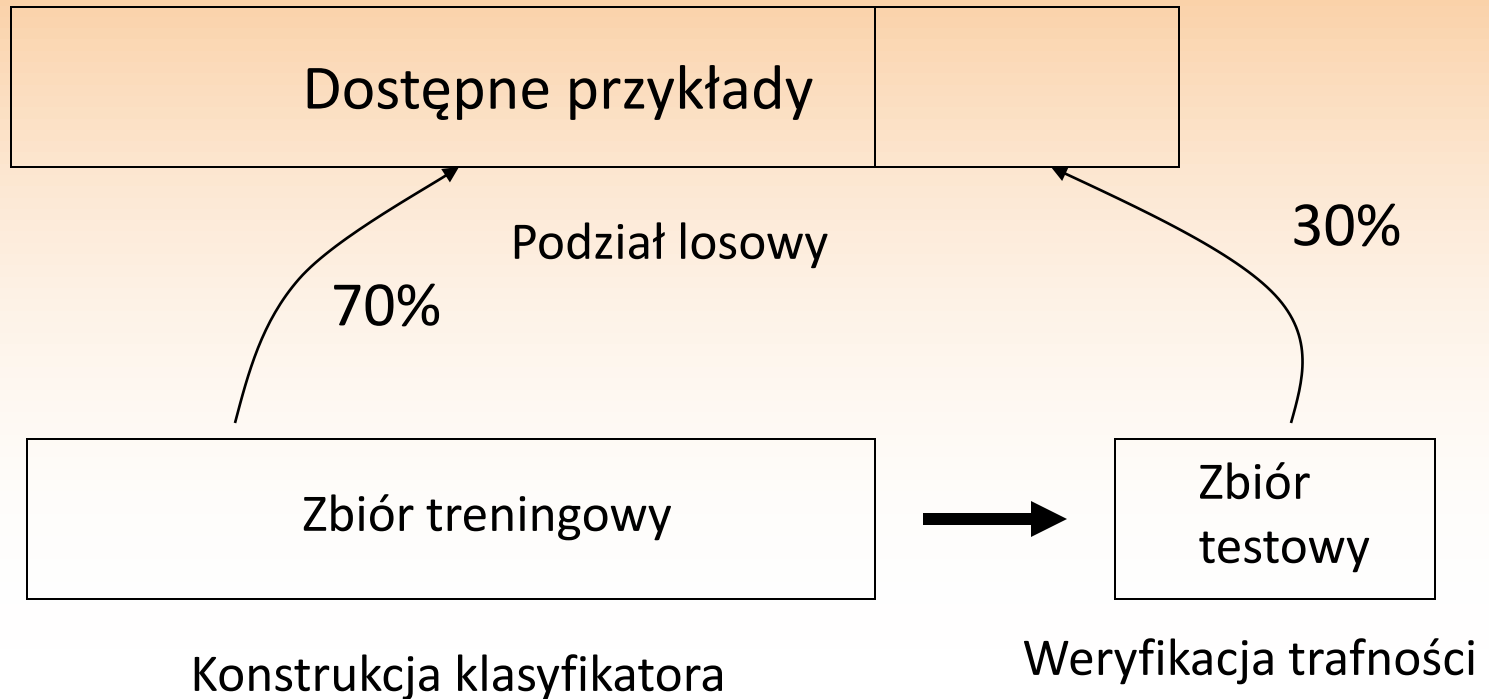 Dostępne przykłady
Podział losowy
30%
70%
Zbiór treningowy
Zbiór
testowy
Konstrukcja klasyfikatora
Weryfikacja trafności